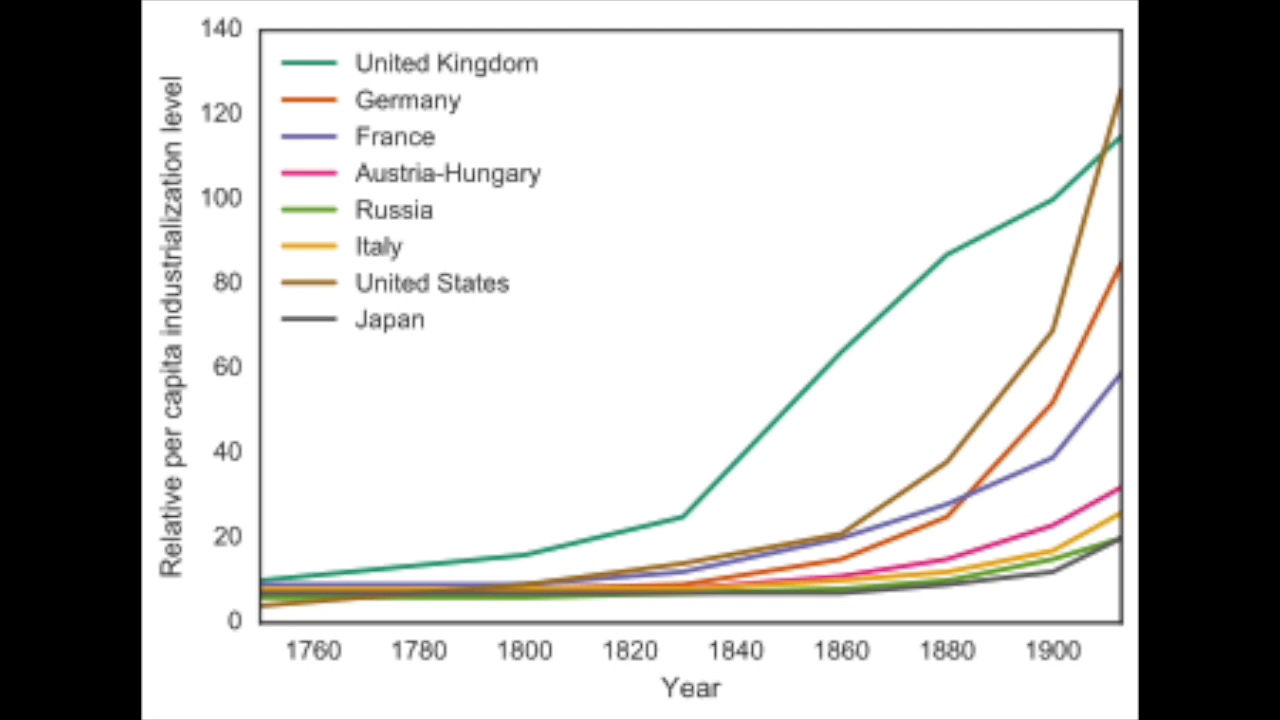 140
120
100
80
60
40
20
0
Relative per capita industrialization level
United Kingdom
Germany
France
Austria-Hungary
Russia
Italy
United States
Japan
1760 1780 1800 1820 1840 1860 1880 1900
Year